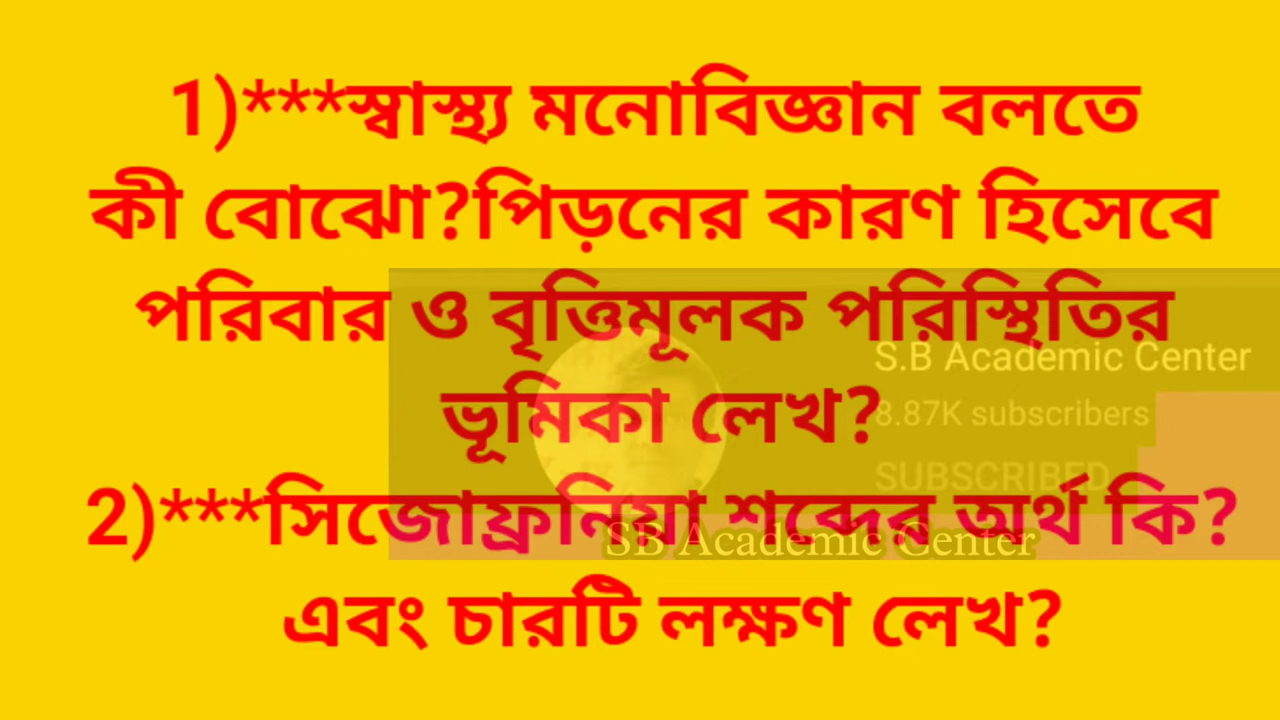 1)***স্বাস্থ্য মনোবিজ্ঞান বলতে
কী বোঝো?পিড়নের কারণ হিসেবে
পরিবার ও বৃত্তিমূলক পরিস্থিতির
ভূমিকা লেখ?
2)***সিজোফ্রনিয়া শব্দের অর্থ কি?
এবং চারটি লক্ষণ লেখ?
S.B Academic Center
8.87K subscribers
SUBSCRIBED
SB Academic Center